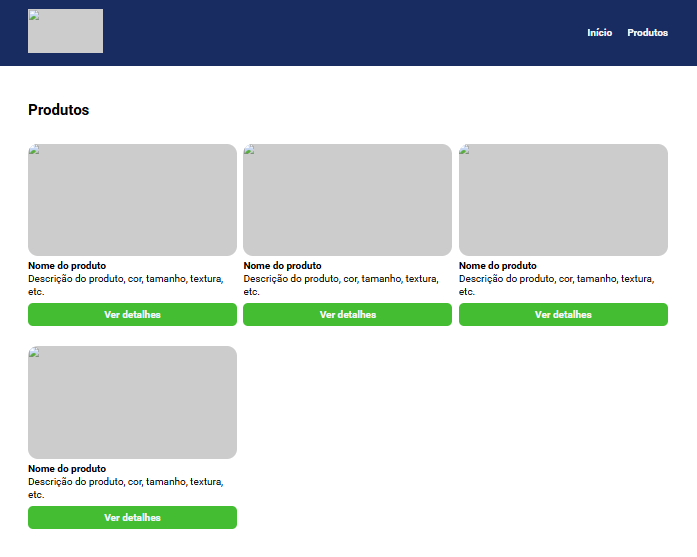 Início Produtos
Produtos
Nome do produto
Descrição do produto, cor, tamanho, textura,
etc.
Ver detalhes
Nome do produto
Descrição do produto, cor, tamanho, textura,
etc.
Ver detalhes
Nome do produto
Descrição do produto, cor, tamanho, textura,
etc.
Ver detalhes
Nome do produto
Descrição do produto, cor, tamanho, textura,
etc.
Ver detalhes